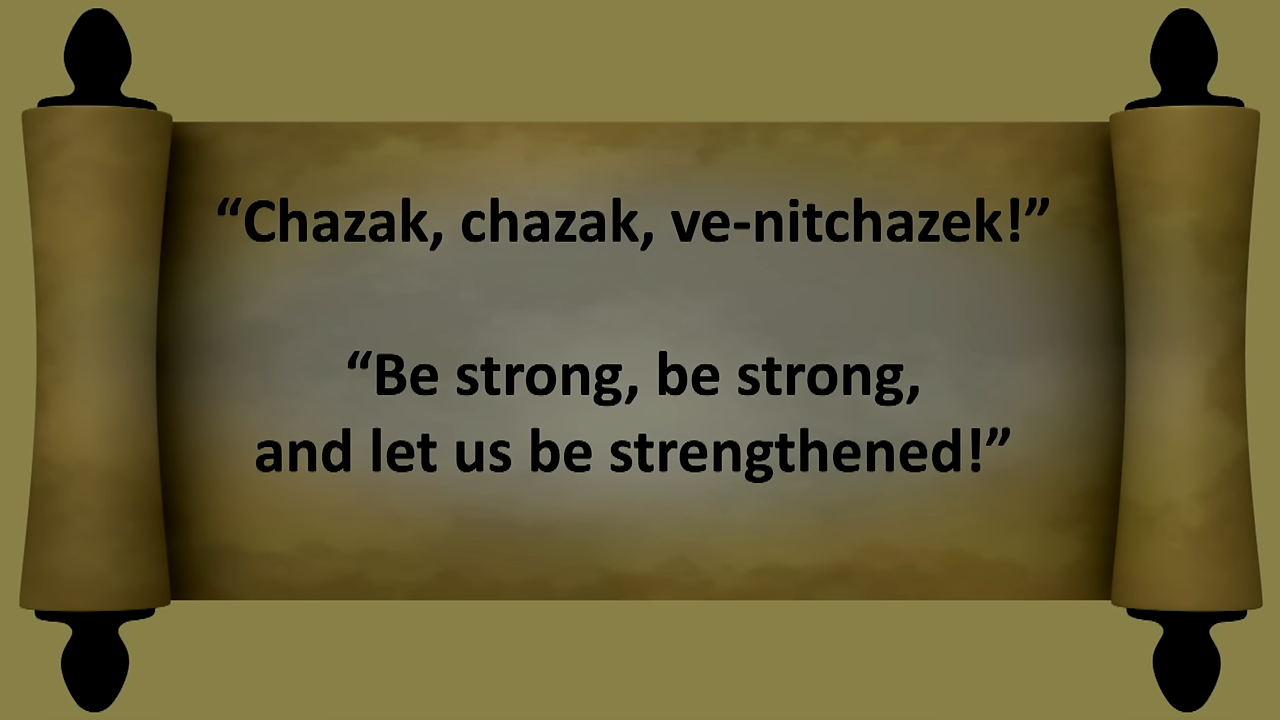 “Chazak, chazak, ve-nitchazek!”
“Be strong, be strong,
and let us be strengthened!”